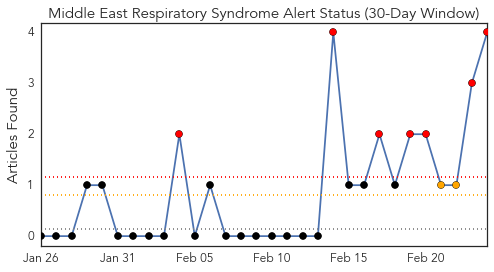 Middle East Respiratory Syndrome Alert Status (30-Day Window)
Articles Found
4
3
2
1
0
Jan 26 Jan 31 Feb 05 Feb 10 Feb 15 Feb 20